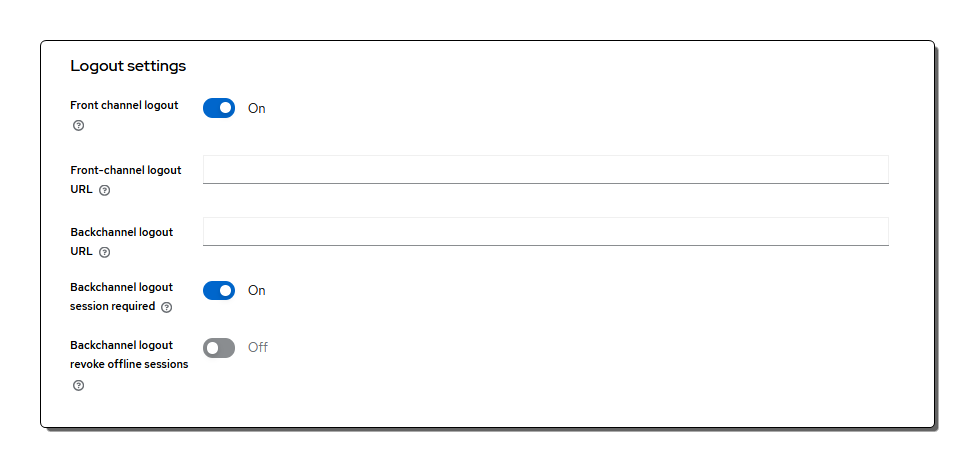 Logout settings
Front channel logout
On
Front-channel logout
URL
Backchannel logout
URL
Backchannel logout
session required
On
Backchannel logout
revoke offline sessions
Off